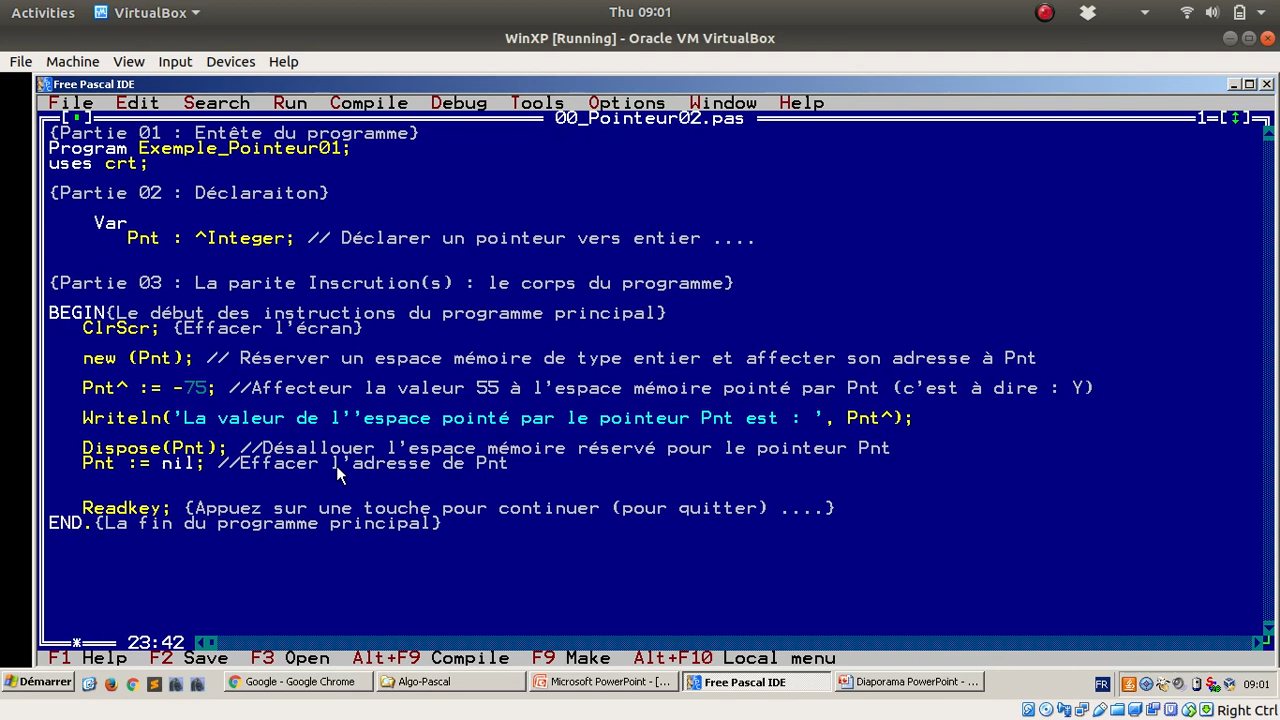 Activities VirtualBox Thu 09:01
WinXP [Running] - Oracle VM VirtualBox
File Machine View Input Devices Help
Free Pascal IDE
File Edit Search Run Compile Debug Tools Options Window Help
00_Pointeur02.pas 1
{Partie 01 : Entête du programme}
Program Exemple_Pointeur01;
uses crt;
{Partie 02 : Déclaraiton}
Var
Pnt : ^Integer; // Déclarer un pointeur vers entier ....
{Partie 03 : La parite Inscrution(s) : le corps du programme}
BEGIN{Le début des instructions du programme principal}
ClrScr; {Effacer l'écran}
new (Pnt); // Réserver un espace mémoire de type entier et affecter son adresse à Pnt
Pnt^ := -75; //Affecteur la valeur 55 à l'espace mémoire pointé par Pnt (c'est à dire : Y)
Writeln('La valeur de l''espace pointé par le pointeur Pnt est : ', Pnt^);
Dispose(Pnt); //Désallouer l'espace mémoire réservé pour le pointeur Pnt
Pnt := nil; //Effacer l'adresse de Pnt
Readkey; {Appuez sur une touche pour continuer (pour quitter) ....}
END.{La fin du programme principal}
* 23:42
F1 Help F2 Save F3 Open Alt+F9 Compile F9 Make Alt+F10 Local menu
Démarrer Google - Google Chrome Algo-Pascal Microsoft PowerPoint - [... Free Pascal IDE Diaporama PowerPoint - ... FR 09:01
Right Ctrl